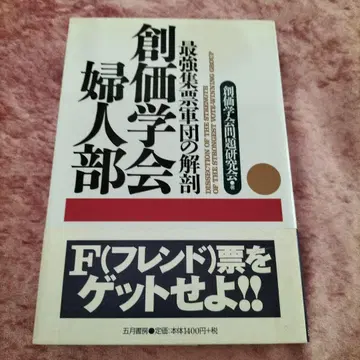 創価学会婦人部
最強集票軍団の解剖
創価学会問題研究会
F(フレンド)票を
ゲットせよ!!
五月書房●定価:本体1400円+税